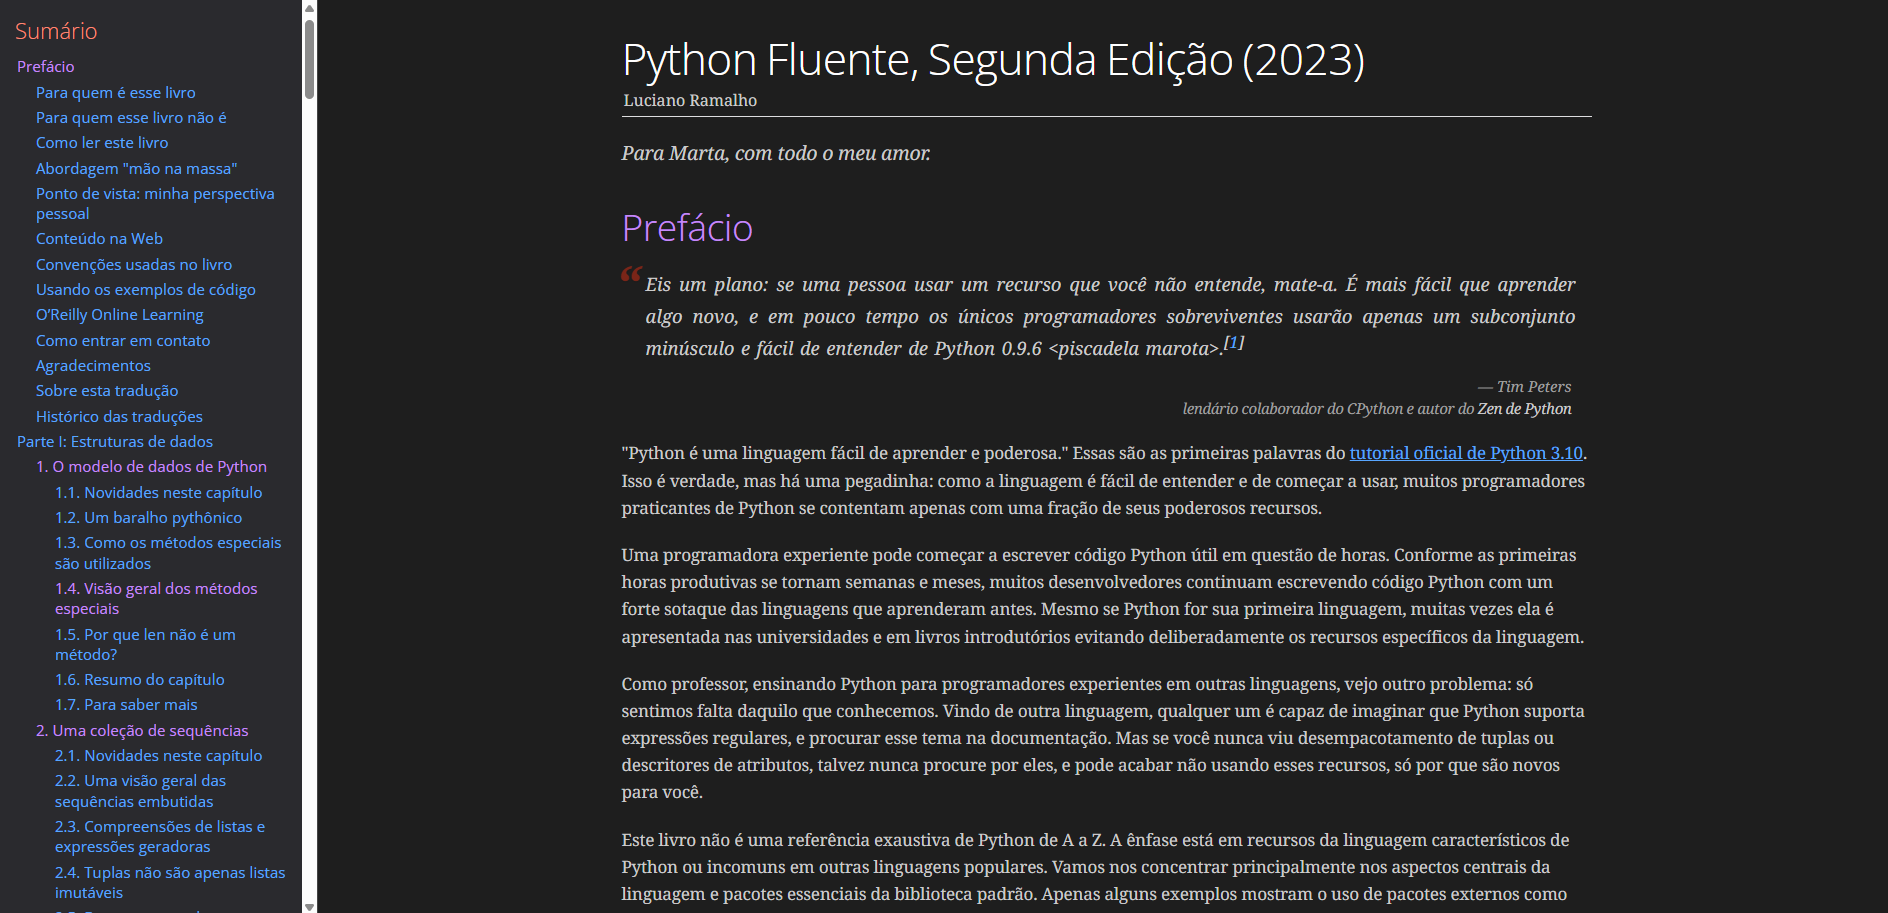 Sumário
Prefácio
Para quem é esse livro
Para quem esse livro não é
Como ler este livro
Abordagem "mão na massa"
Ponto de vista: minha perspectiva
pessoal
Conteúdo na Web
Convenções usadas no livro
Usando os exemplos de código
O’Reilly Online Learning
Como entrar em contato
Agradecimentos
Sobre esta tradução
Histórico das traduções
Parte I: Estruturas de dados
1. O modelo de dados de Python
1.1. Novidades neste capítulo
1.2. Um baralho pythônico
1.3. Como os métodos especiais
são utilizados
1.4. Visão geral dos métodos
especiais
1.5. Por que len não é um
método?
1.6. Resumo do capítulo
1.7. Para saber mais
2. Uma coleção de sequências
2.1. Novidades neste capítulo
2.2. Uma visão geral das
sequências embutidas
2.3. Compreensões de listas e
expressões geradoras
2.4. Tuplas não são apenas listas
imutáveis
Python Fluente, Segunda Edição (2023)
Luciano Ramalho
Para Marta, com todo o meu amor.
Prefácio
“ Eis um plano: se uma pessoa usar um recurso que você não entende, mate-a. É mais fácil que aprender
algo novo, e em pouco tempo os únicos programadores sobreviventes usarão apenas um subconjunto
minúsculo e fácil de entender de Python 0.9.6 <piscadela marota>.[1]
— Tim Peters
lendário colaborador do CPython e autor do Zen de Python
"Python é uma linguagem fácil de aprender e poderosa." Essas são as primeiras palavras do tutorial oficial de Python 3.10.
Isso é verdade, mas há uma pegadinha: como a linguagem é fácil de entender e de começar a usar, muitos programadores
praticantes de Python se contentam apenas com uma fração de seus poderosos recursos.
Uma programadora experiente pode começar a escrever código Python útil em questão de horas. Conforme as primeiras
horas produtivas se tornam semanas e meses, muitos desenvolvedores continuam escrevendo código Python com um
forte sotaque das linguagens que aprenderam antes. Mesmo se Python for sua primeira linguagem, muitas vezes ela é
apresentada nas universidades e em livros introdutórios evitando deliberadamente os recursos específicos da linguagem.
Como professor, ensinando Python para programadores experientes em outras linguagens, vejo outro problema: só
sentimos falta daquilo que conhecemos. Vindo de outra linguagem, qualquer um é capaz de imaginar que Python suporta
expressões regulares, e procurar esse tema na documentação. Mas se você nunca viu desempacotamento de tuplas ou
descritores de atributos, talvez nunca procure por eles, e pode acabar não usando esses recursos, só por que são novos
para você.
Este livro não é uma referência exaustiva de Python de A a Z. A ênfase está em recursos da linguagem característicos de
Python ou incomuns em outras linguagens populares. Vamos nos concentrar principalmente nos aspectos centrais da
linguagem e pacotes essenciais da biblioteca padrão. Apenas alguns exemplos mostram o uso de pacotes externos como